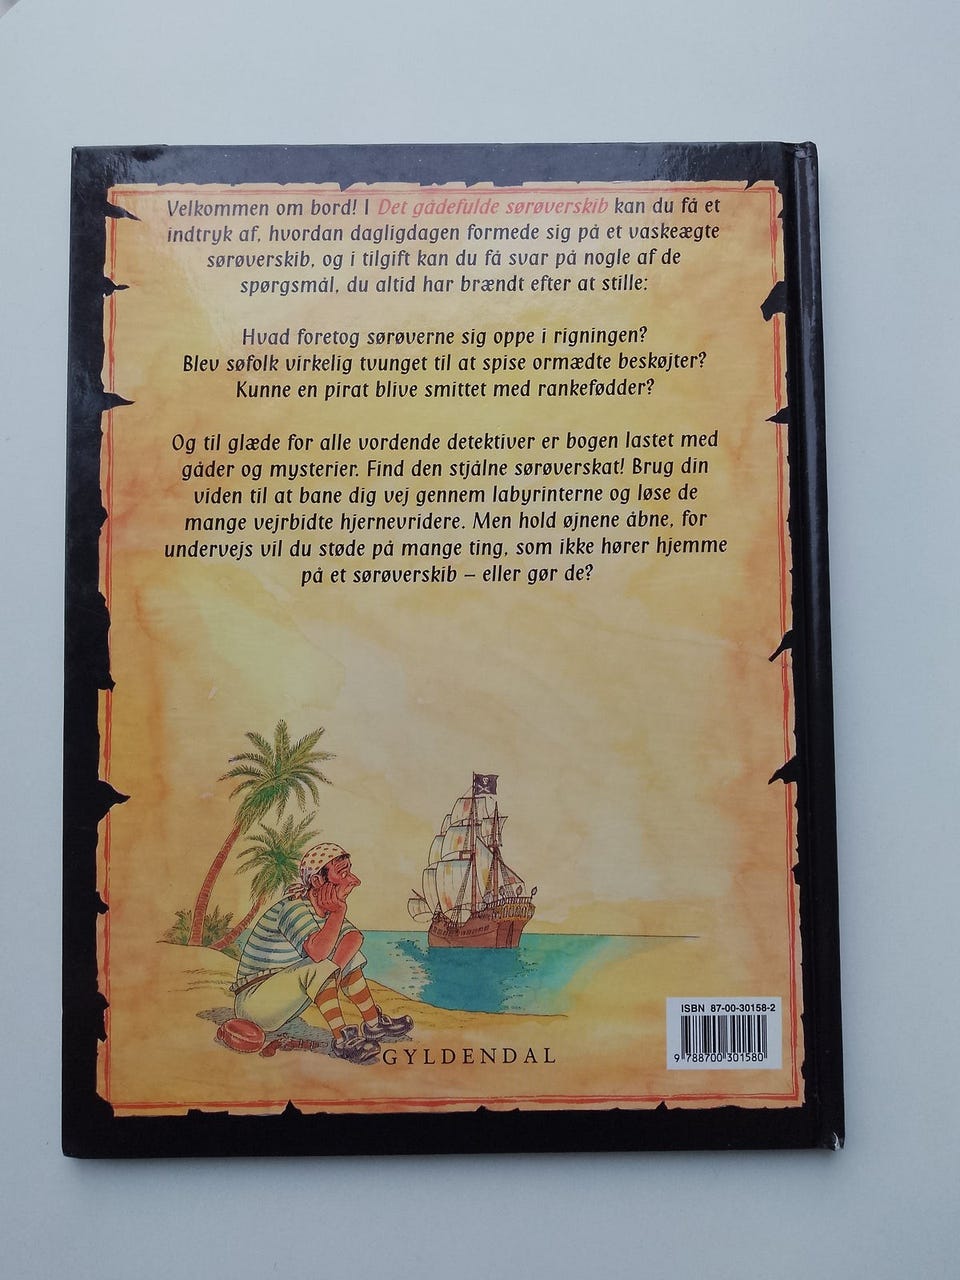 Velkommen om bord! I Det gådefulde sørøverskib kan du få et
indtryk af, hvordan dagligdagen formede sig på et vaskeægte
sørøverskib, og i tilgift kan du få svar på nogle af de
spørgsmål, du altid har brændt efter at stille:
Hvad foretog sørøverne sig oppe i rigningen?
Blev søfolk virkelig tvunget til at spise ormædte beskøjter?
Kunne en pirat blive smittet med rankefødder?
Og til glæde for alle vordende detektiver er bogen lastet med
gåder og mysterier. Find den stjålne sørøverskat! Brug din
viden til at bane dig vej gennem labyrinterne og løse de
mange vejrbidte hjernevridere. Men hold øjnene åbne, for
undervejs vil du støde på mange ting, som ikke hører hjemme
på et sørøverskib – eller gør de?
ISBN 87-00-30158-2
9 788700 301580
GYLDENDAL